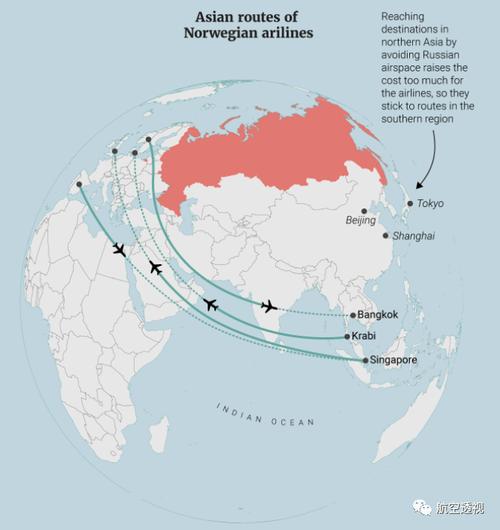 Asian routes of
Norwegian arilines
Reaching
destinations in
northern Asia by
avoiding Russian
airspace raises the
cost too much for
the airlines, so they
stick to routes in the
southern region
Tokyo
Beijing
Shanghai
Bangkok
Krabi
Singapore
INDIAN OCEAN
航空透视